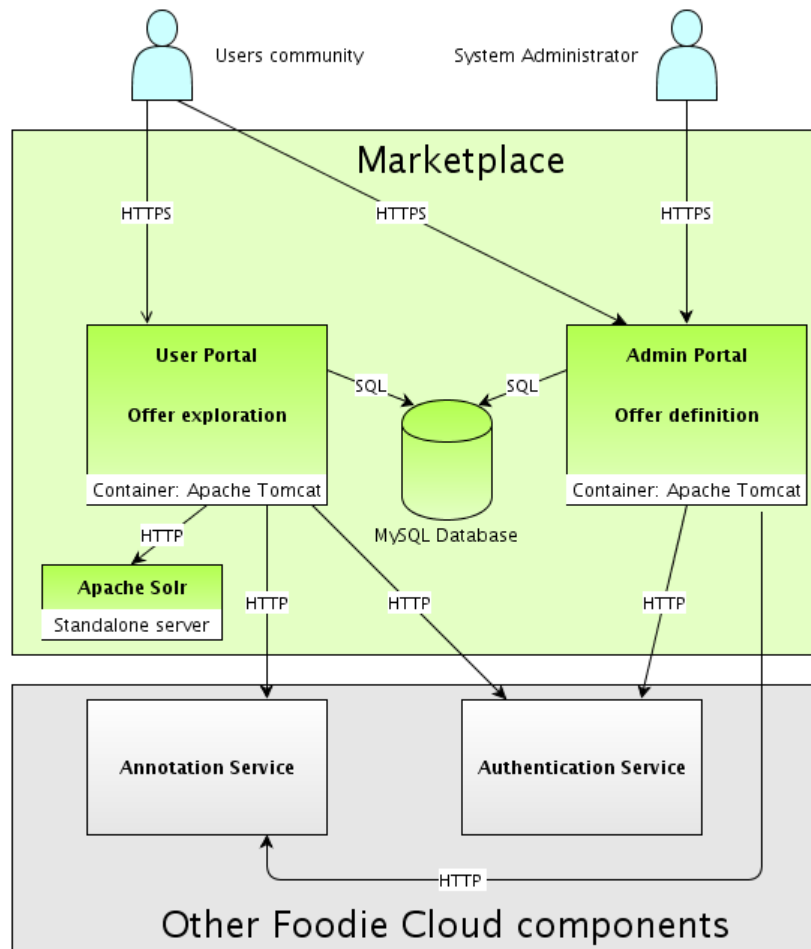 Users community
System Administrator
Marketplace
HTTPS
HTTPS
HTTPS
User Portal
Offer exploration
Container: Apache Tomcat
SQL
SQL
Admin Portal
Offer definition
Container: Apache Tomcat
MySQL Database
HTTP
Apache Solr
Standalone server
HTTP
HTTP
HTTP
Annotation Service
Authentication Service
HTTP
Other Foodie Cloud components